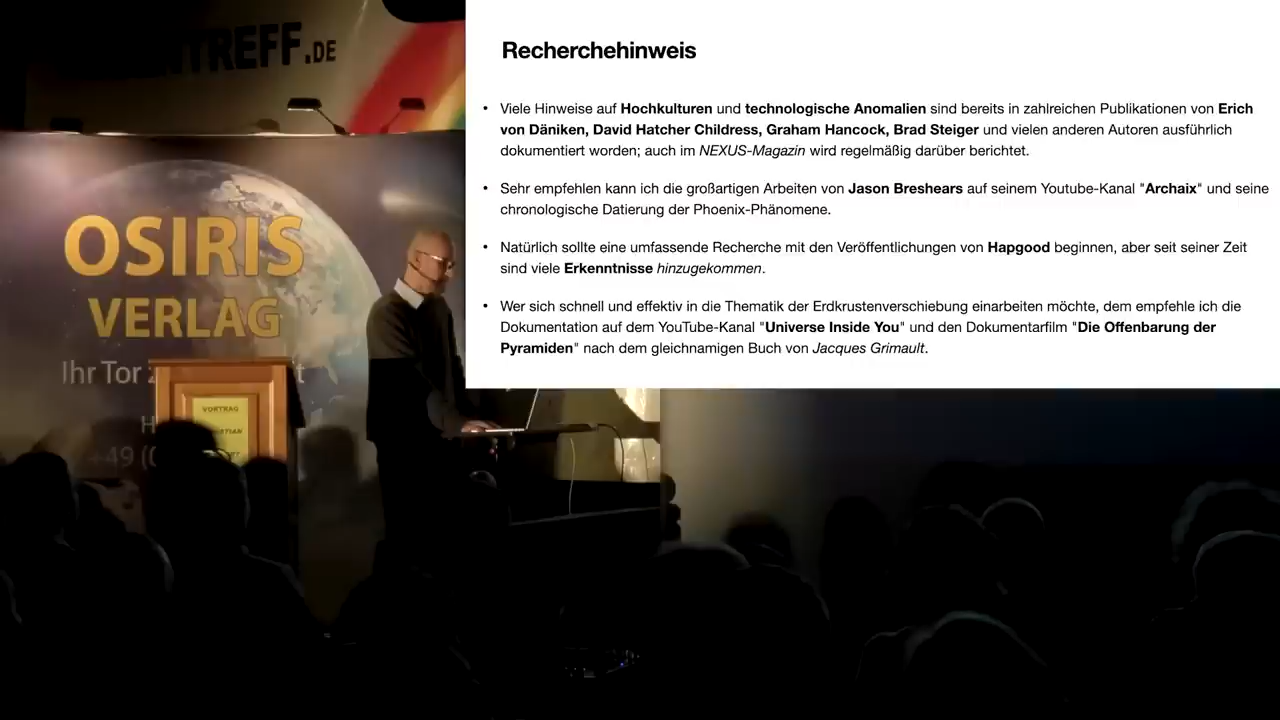 TREFF.DE
OSIRIS
VERLAG
Ihr Tor
VORTRAG
+49 (0
Recherchehinweis
• Viele Hinweise auf Hochkulturen und technologische Anomalien sind bereits in zahlreichen Publikationen von Erich
von Däniken, David Hatcher Childress, Graham Hancock, Brad Steiger und vielen anderen Autoren ausführlich
dokumentiert worden; auch im NEXUS-Magazin wird regelmäßig darüber berichtet.
• Sehr empfehlen kann ich die großartigen Arbeiten von Jason Breshears auf seinem Youtube-Kanal "Archaix" und seine
chronologische Datierung der Phoenix-Phänomene.
• Natürlich sollte eine umfassende Recherche mit den Veröffentlichungen von Hapgood beginnen, aber seit seiner Zeit
sind viele Erkenntnisse hinzugekommen.
• Wer sich schnell und effektiv in die Thematik der Erdkrustenverschiebung einarbeiten möchte, dem empfehle ich die
Dokumentation auf dem YouTube-Kanal "Universe Inside You" und den Dokumentarfilm "Die Offenbarung der
Pyramiden" nach dem gleichnamigen Buch von Jacques Grimault.